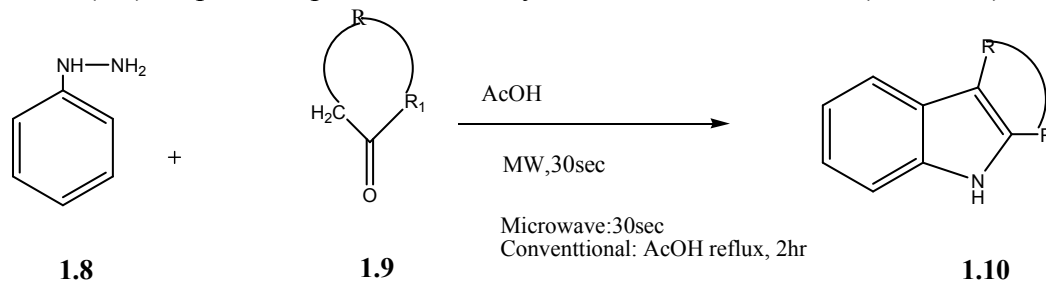 R
NH NH₂
R
H₂C
R₁
AcOH
+
MW,30sec
R
N
H
O
Microwave:30sec
Conventtional: AcOH reflux, 2hr
1.8
1.9
1.10